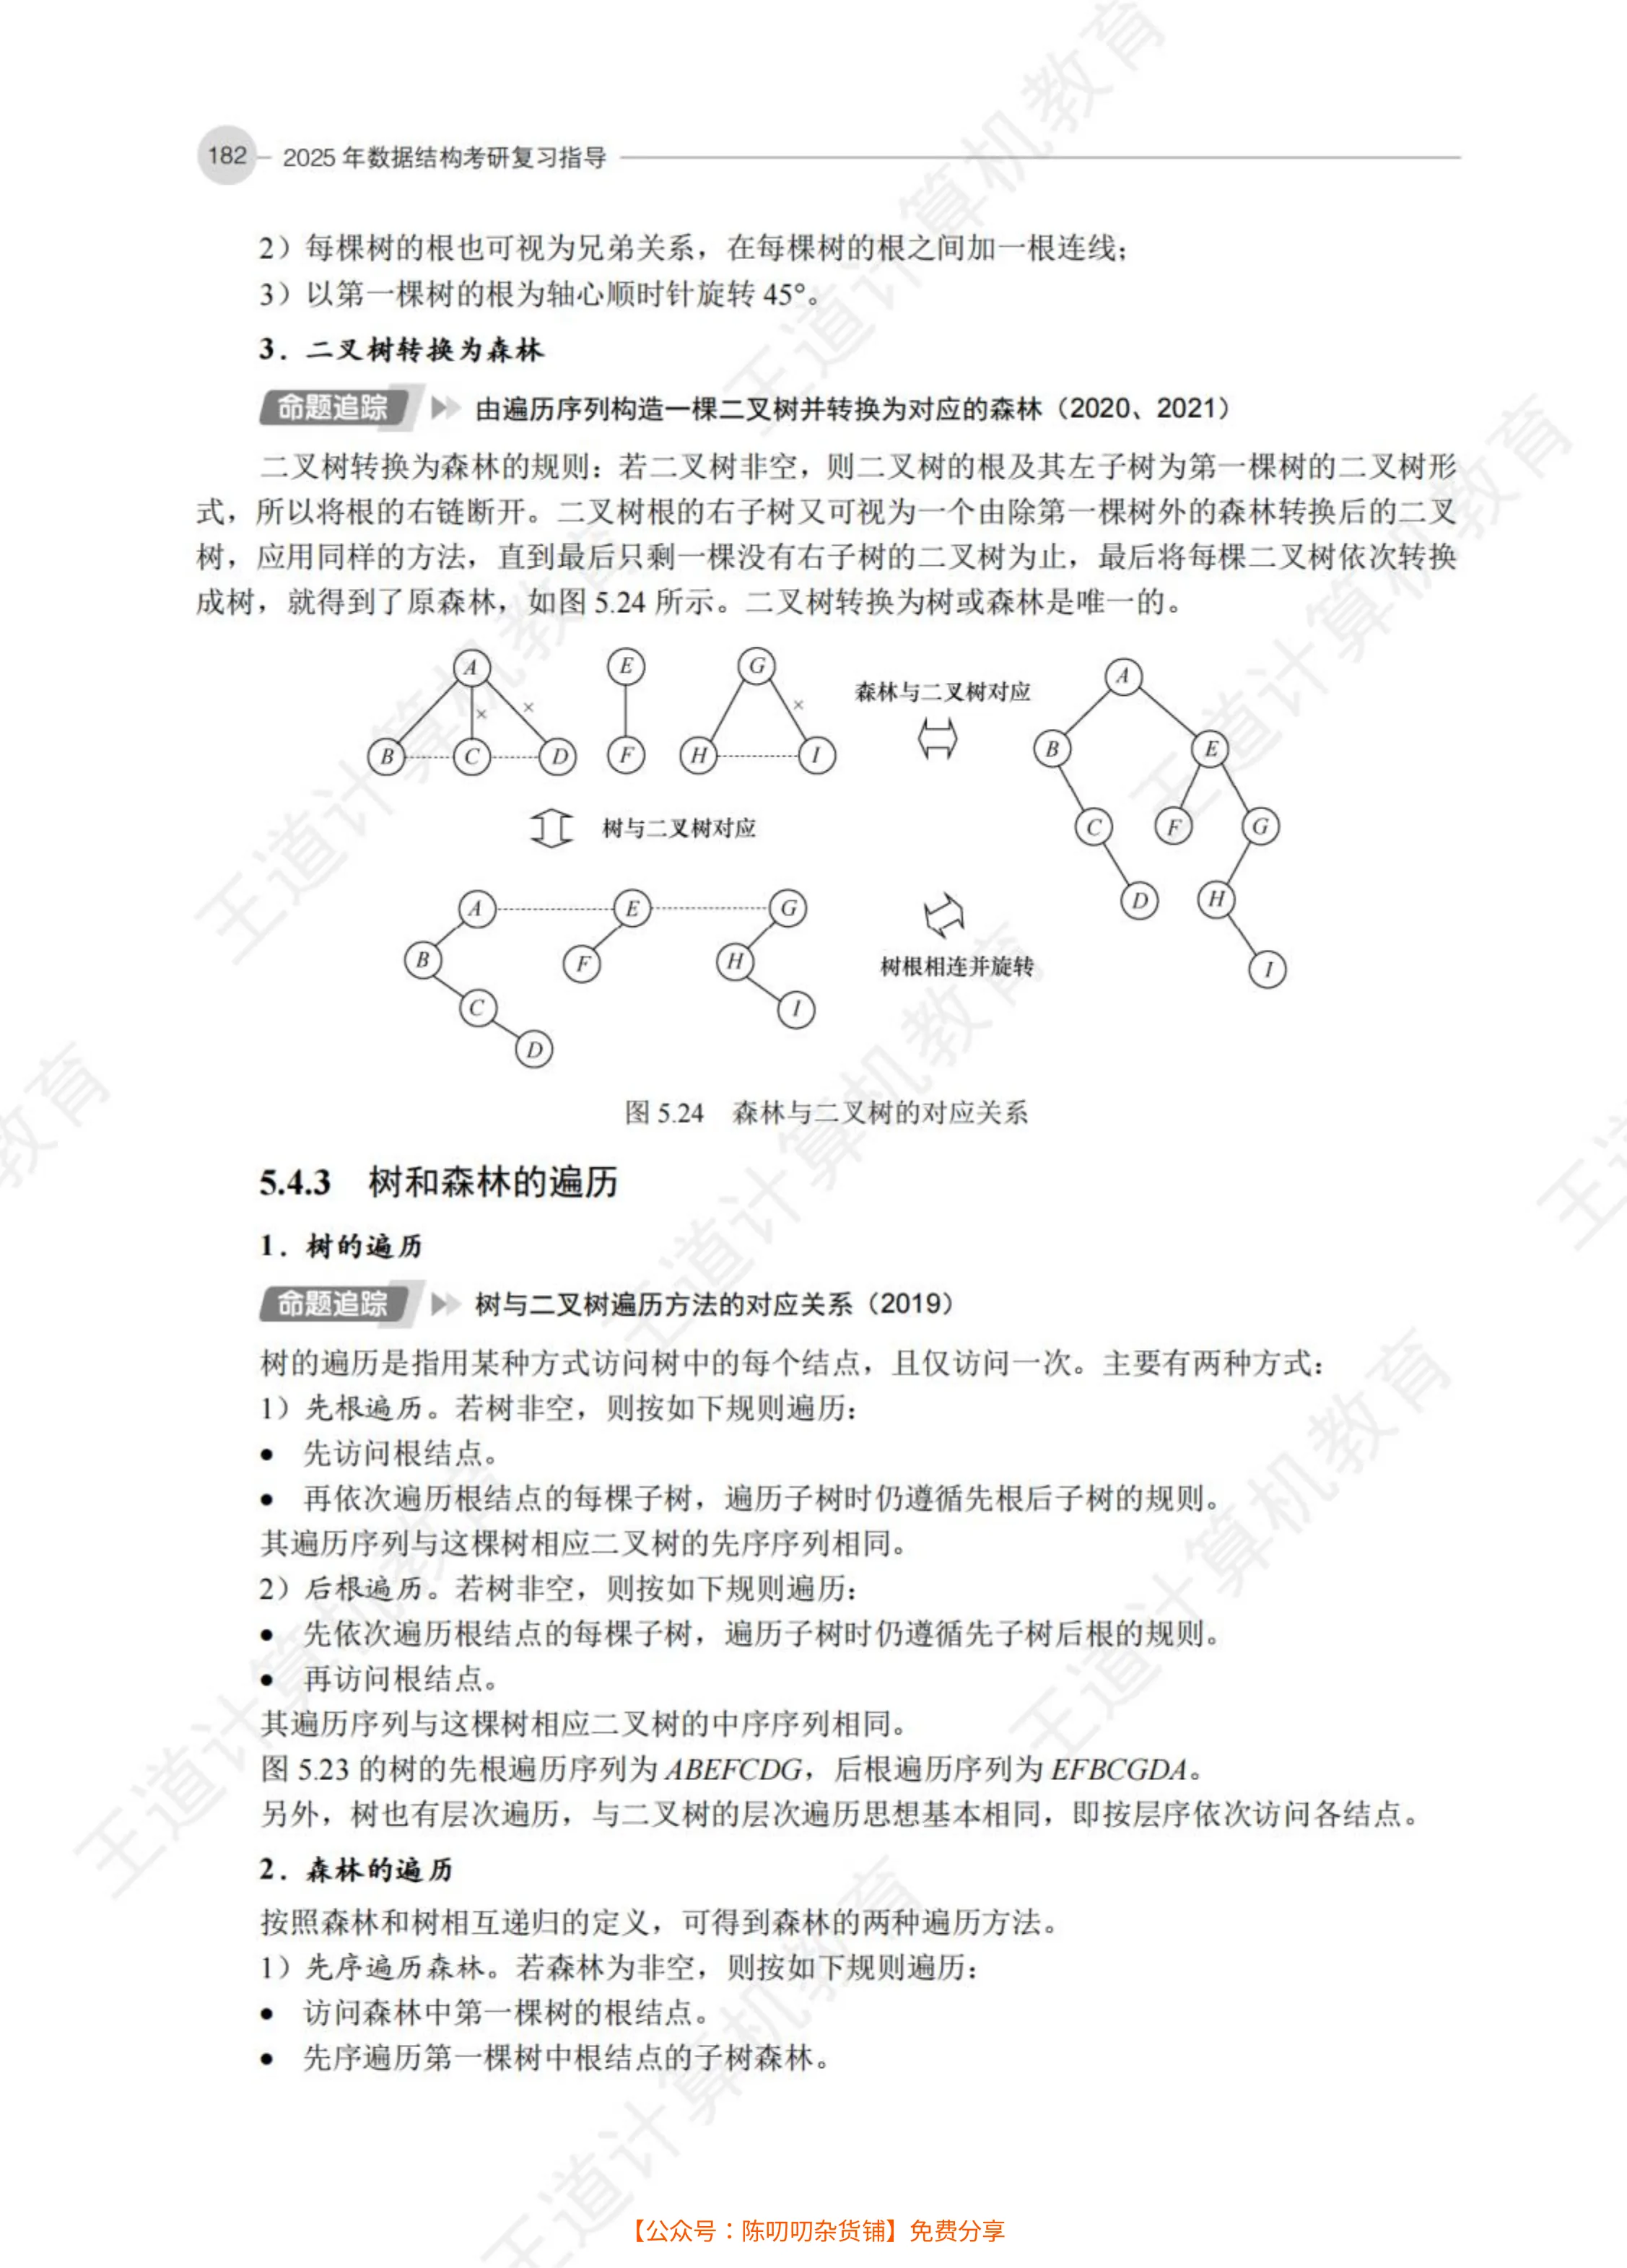 182 2025 年数据结构考研复习指导
2）每棵树的根也可视为兄弟关系，在每棵树的根之间加一根连线；
3）以第一棵树的根为轴心顺时针旋转 45°。
3．二叉树转换为森林
命题追踪 由遍历序列构造一棵二叉树并转换为对应的森林（2020、2021）
二叉树转换为森林的规则：若二叉树非空，则二叉树的根及其左子树为第一棵树的二叉树形
式，所以将根的右链断开。二叉树根的右子树又可视为一个由除第一棵树外的森林转换后的二叉
树，应用同样的方法，直到最后只剩一棵没有右子树的二叉树为止，最后将每棵二叉树依次转换
成树，就得到了原森林，如图 5.24 所示。二叉树转换为树或森林是唯一的。
A E G
× × ×
B C D F H I
森林与二叉树对应
A
B E
C F G
D H
I
树与二叉树对应
A E G
B F H
C I
D
树根相连并旋转
图 5.24 森林与二叉树的对应关系
5.4.3 树和森林的遍历
1．树的遍历
命题追踪 树与二叉树遍历方法的对应关系（2019）
树的遍历是指用某种方式访问树中的每个结点，且仅访问一次。主要有两种方式：
1）先根遍历。若树非空，则按如下规则遍历：
● 先访问根结点。
● 再依次遍历根结点的每棵子树，遍历子树时仍遵循先根后子树的规则。
其遍历序列与这棵树相应二叉树的先序序列相同。
2）后根遍历。若树非空，则按如下规则遍历：
● 先依次遍历根结点的每棵子树，遍历子树时仍遵循先子树后根的规则。
● 再访问根结点。
其遍历序列与这棵树相应二叉树的中序序列相同。
图 5.23 的树的先根遍历序列为 ABEFCDG，后根遍历序列为 EFBCGDA。
另外，树也有层次遍历，与二叉树的层次遍历思想基本相同，即按层序依次访问各结点。
2．森林的遍历
按照森林和树相互递归的定义，可得到森林的两种遍历方法。
1）先序遍历森林。若森林为非空，则按如下规则遍历：
● 访问森林中第一棵树的根结点。
● 先序遍历第一棵树中根结点的子树森林。
【公众号：陈叨叨杂货铺】免费分享
王道计算机教育